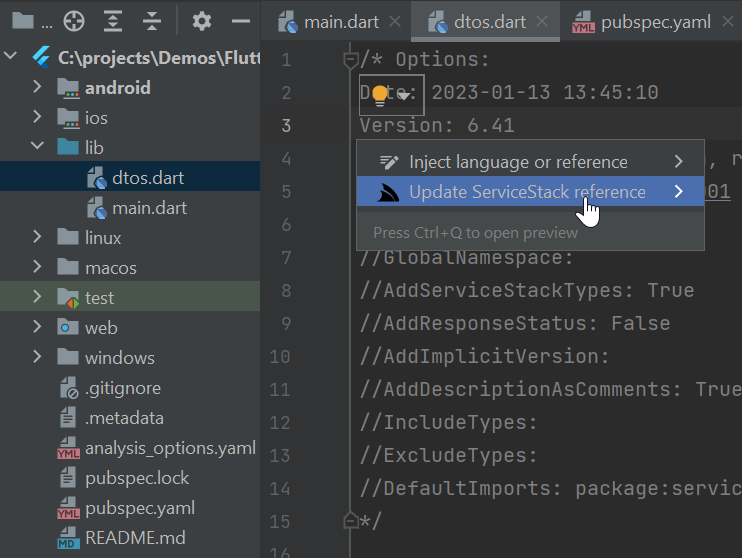 ...
main.dart
dtos.dart
pubspec.yaml
C:\projects\Demos\Flutt
android
ios
lib
dtos.dart
main.dart
linux
macos
test
web
windows
.gitignore
.metadata
analysis_options.yaml
pubspec.lock
pubspec.yaml
README.md
1 /* Options:
2 Date: 2023-01-13 13:45:10
3 Version: 6.41
4
Inject language or reference
5 001
Update ServiceStack reference
6
Press Ctrl+Q to open preview
7 //GlobalNamespace:
8 //AddServiceStackTypes: True
9 //AddResponseStatus: False
10 //AddImplicitVersion:
11 //AddDescriptionAsComments: True
12 //IncludeTypes:
13 //ExcludeTypes:
14 //DefaultImports: package:servic
15 */
16